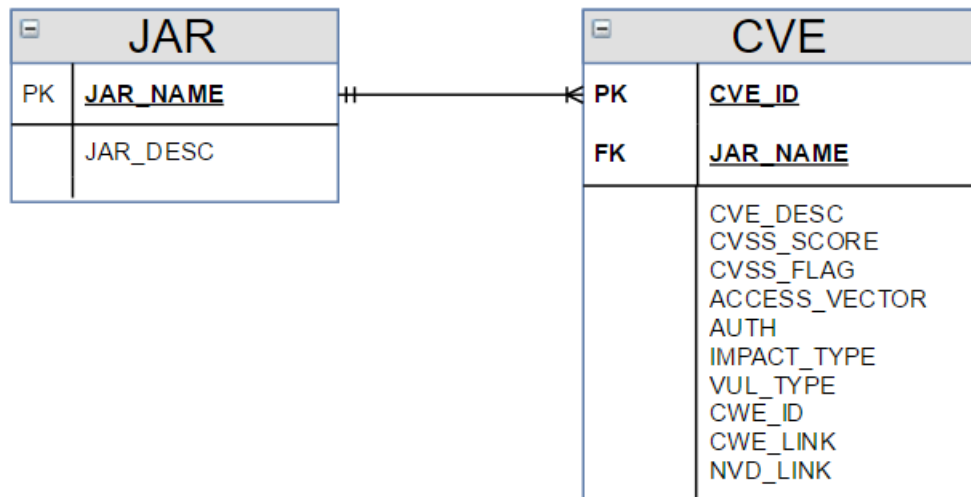 JAR
PK JAR_NAME
JAR_DESC
CVE
PK CVE_ID
FK JAR_NAME
CVE_DESC
CVSS_SCORE
CVSS_FLAG
ACCESS_VECTOR
AUTH
IMPACT_TYPE
VUL_TYPE
CWE_ID
CWE_LINK
NVD_LINK